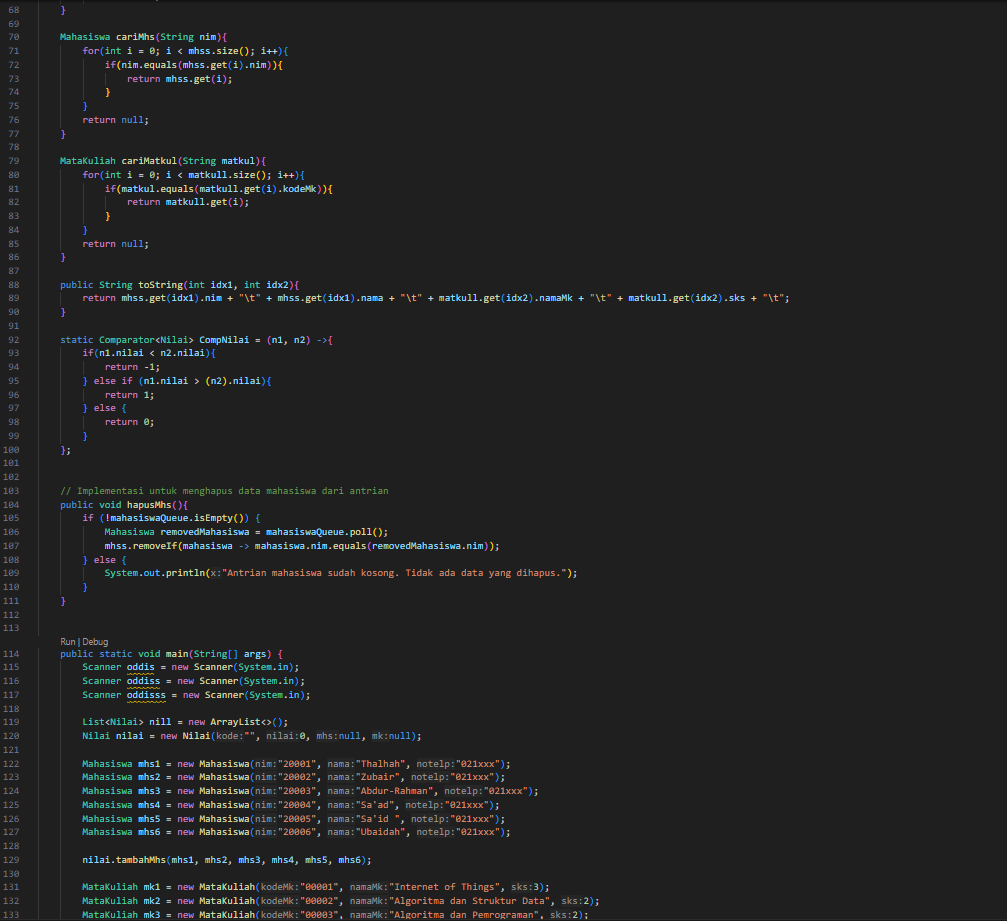 68 }
69
70 Mahasiswa cariMhs(String nim){
71 for(int i = 0; i < mhss.size(); i++){
72 if(nim.equals(mhss.get(i).nim)){
73 return mhss.get(i);
74 }
75 }
76 return null;
77 }
78
79 MataKuliah cariMatkul(String matkul){
80 for(int i = 0; i < matkull.size(); i++){
81 if(matkul.equals(matkull.get(i).kodeMk)){
82 return matkull.get(i);
83 }
84 }
85 return null;
86 }
87
88 public String toString(int idx1, int idx2){
89 return mhss.get(idx1).nim + "\t" + mhss.get(idx1).nama + "\t" + matkull.get(idx2).namaMk + "\t" + matkull.get(idx2).sks + "\t";
90 }
91
92 static Comparator<Nilai> CompNilai = (n1, n2) ->{
93 if(n1.nilai < n2.nilai){
94 return -1;
95 } else if (n1.nilai > (n2).nilai){
96 return 1;
97 } else {
98 return 0;
99 }
100 };
101
102
103 // Implementasi untuk menghapus data mahasiswa dari antrian
104 public void hapusMhs(){
105 if (!mahasiswaQueue.isEmpty()) {
106 Mahasiswa removedMahasiswa = mahasiswaQueue.poll();
107 mhss.removeIf(mahasiswa -> mahasiswa.nim.equals(removedMahasiswa.nim));
108 } else {
109 System.out.println(x:"Antrian mahasiswa sudah kosong. Tidak ada data yang dihapus.");
110 }
111 }
112
113
Run | Debug
114 public static void main(String[] args) {
115 Scanner oddis = new Scanner(System.in);
116 Scanner oddiss = new Scanner(System.in);
117 Scanner oddisss = new Scanner(System.in);
118
119 List<Nilai> nill = new ArrayList<>();
120 Nilai nilai = new Nilai(kode:"", nilai:0, mhs:null, mk:null);
121
122 Mahasiswa mhs1 = new Mahasiswa(nim:"20001", nama:"Thalhah", notelp:"021xxx");
123 Mahasiswa mhs2 = new Mahasiswa(nim:"20002", nama:"Zubair", notelp:"021xxx");
124 Mahasiswa mhs3 = new Mahasiswa(nim:"20003", nama:"Abdur-Rahman", notelp:"021xxx");
125 Mahasiswa mhs4 = new Mahasiswa(nim:"20004", nama:"Sa'ad", notelp:"021xxx");
126 Mahasiswa mhs5 = new Mahasiswa(nim:"20005", nama:"Sa'id ", notelp:"021xxx");
127 Mahasiswa mhs6 = new Mahasiswa(nim:"20006", nama:"Ubaidah", notelp:"021xxx");
128
129 nilai.tambahMhs(mhs1, mhs2, mhs3, mhs4, mhs5, mhs6);
130
131 MataKuliah mk1 = new MataKuliah(kodeMk:"00001", namaMk:"Internet of Things", sks:3);
132 MataKuliah mk2 = new MataKuliah(kodeMk:"00002", namaMk:"Algoritma dan Struktur Data", sks:2);
133 MataKuliah mk3 = new MataKuliah(kodeMk:"00003", namaMk:"Algoritma dan Pemrograman", sks:2);